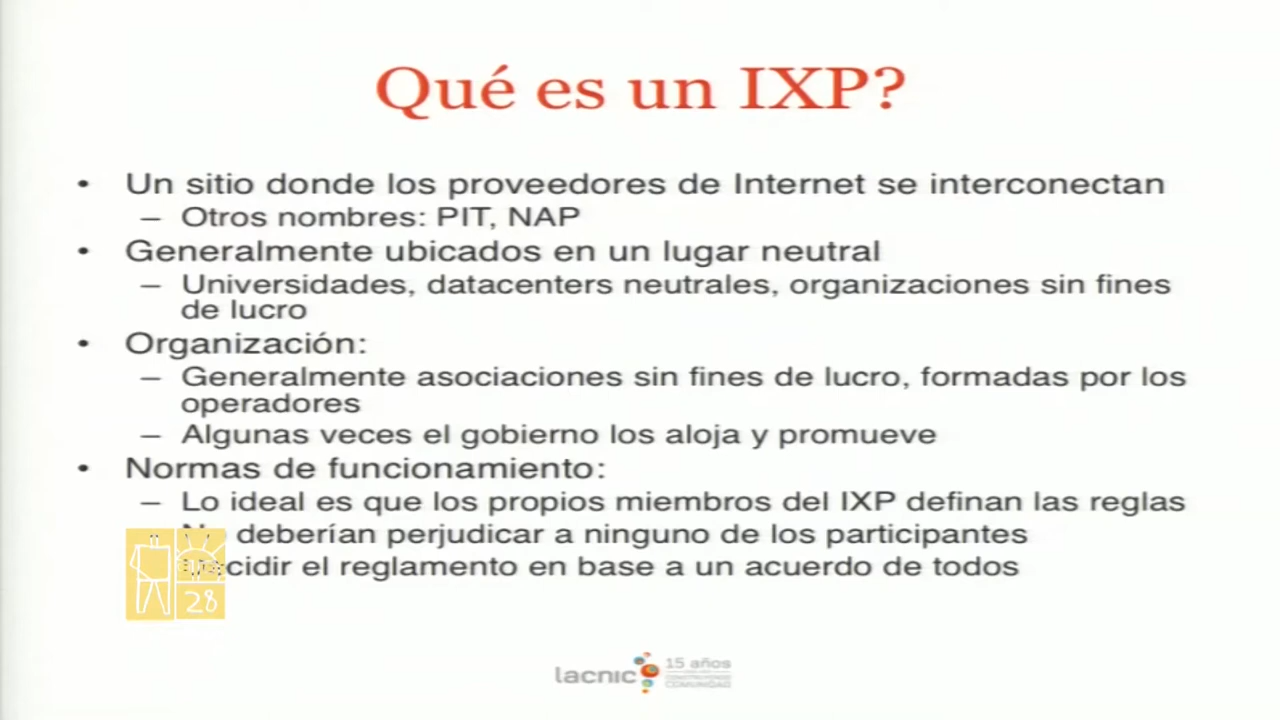 Qué es un IXP?
• Un sitio donde los proveedores de Internet se interconectan
– Otros nombres: PIT, NAP
• Generalmente ubicados en un lugar neutral
– Universidades, datacenters neutrales, organizaciones sin fines
de lucro
• Organización:
– Generalmente asociaciones sin fines de lucro, formadas por los
operadores
– Algunas veces el gobierno los aloja y promueve
• Normas de funcionamiento:
– Lo ideal es que los propios miembros del IXP definan las reglas
deberían perjudicar a ninguno de los participantes
el reglamento en base a un acuerdo de todos
28
lacnic
15 años
COMUNIDAD